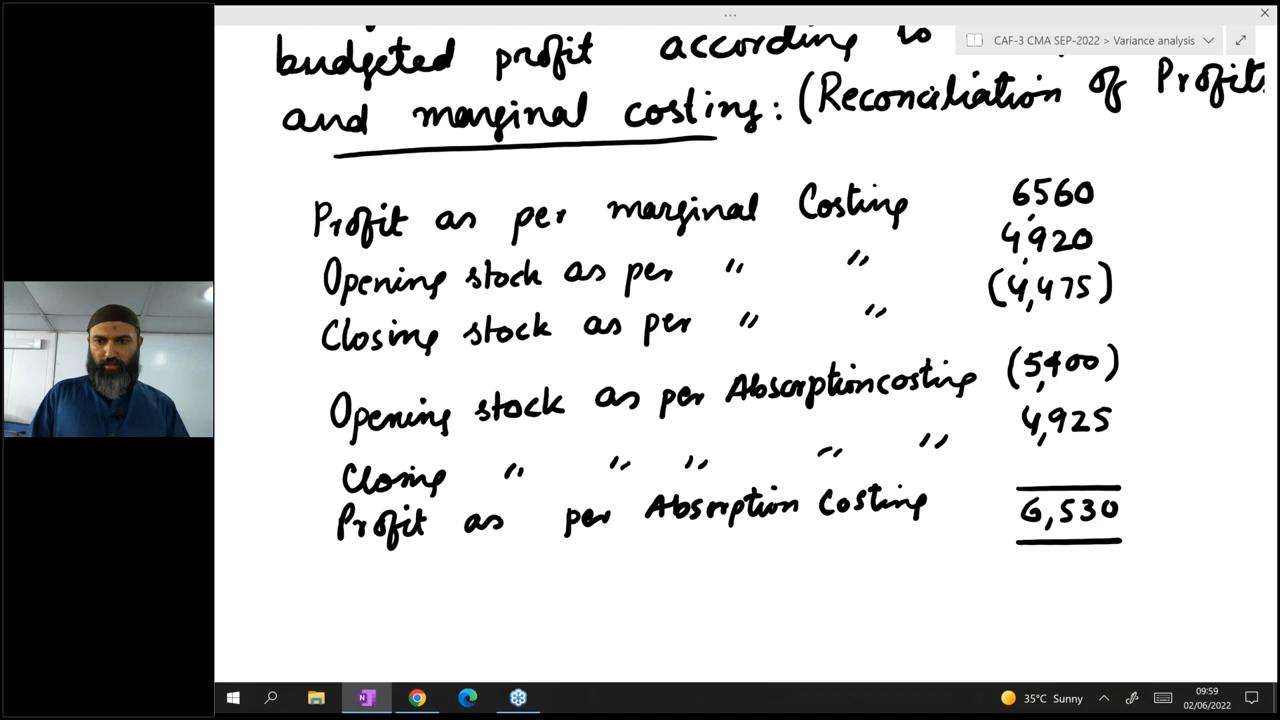 CAF-3 CMA SEP-2022 > Variance analysis
budgeted profit according to
and marginal costing: (Reconciliation of Profit
Profit as per marginal Costing 6,560
Opening stock as per " " 4,920
Closing stock as per " " (4,475)
Opening stock as per Absorption costing (5,400)
Closing " " " " " 4,925
Profit as per Absorption Costing 6,530
35°C Sunny
09:59
02/06/2022